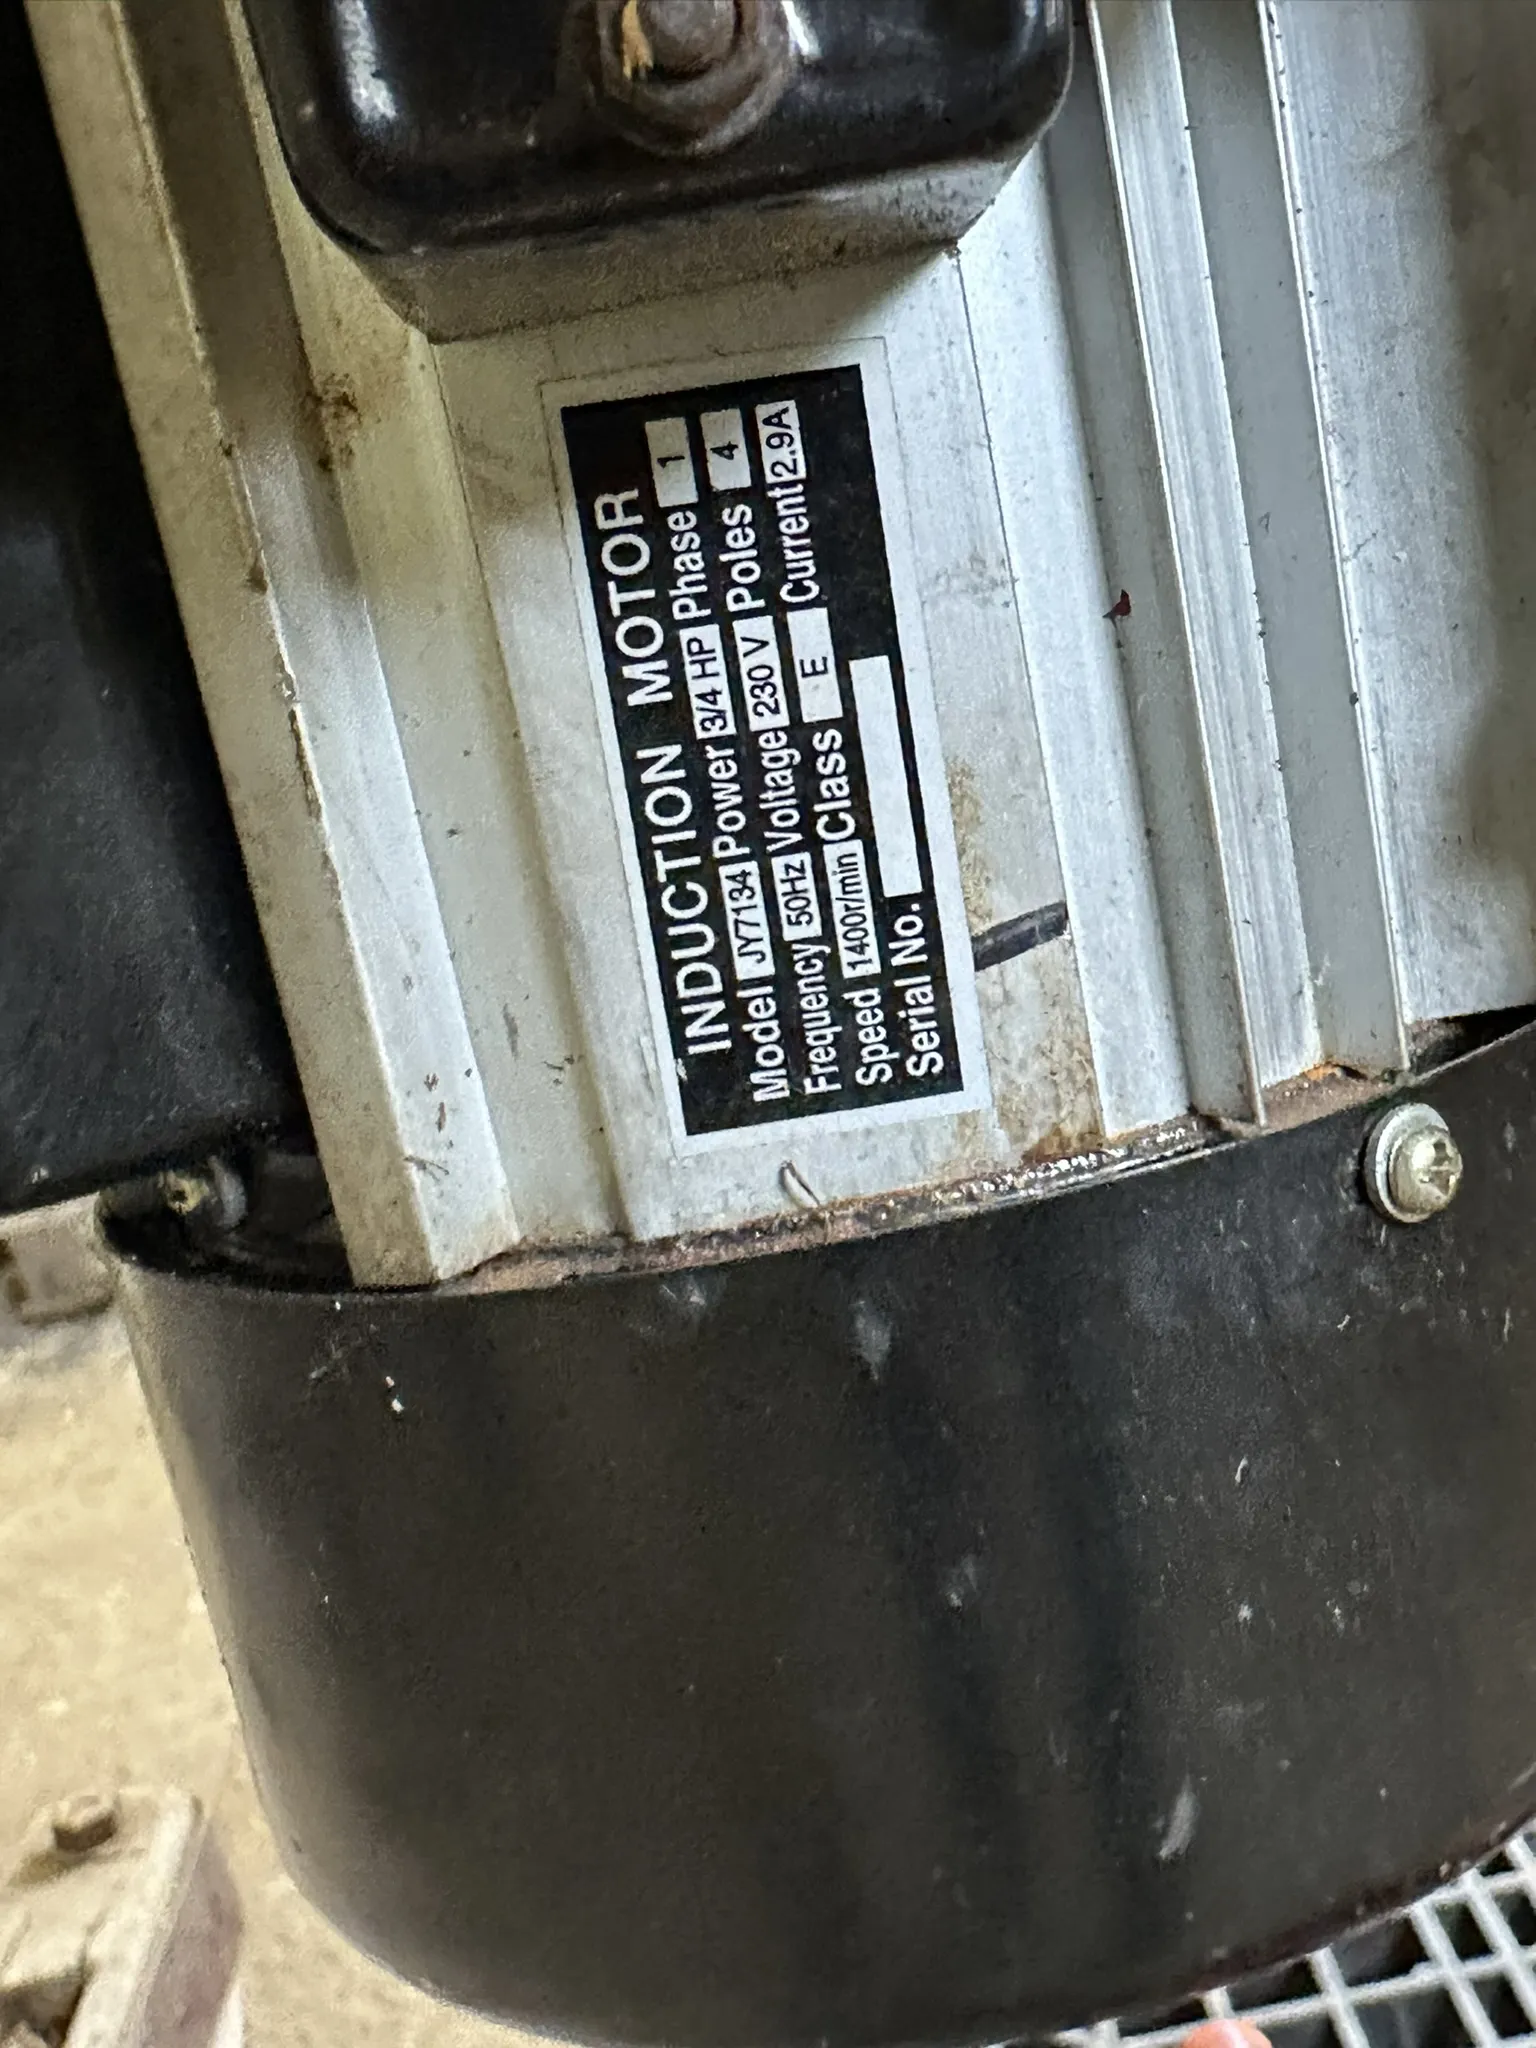 INDUCTION MOTOR
Model JY7134 Power 3/4 HP Phase 1
Frequency 50Hz Voltage 230 V Poles 4
Speed 1400r/min Class E Current 2.9A
Serial No.